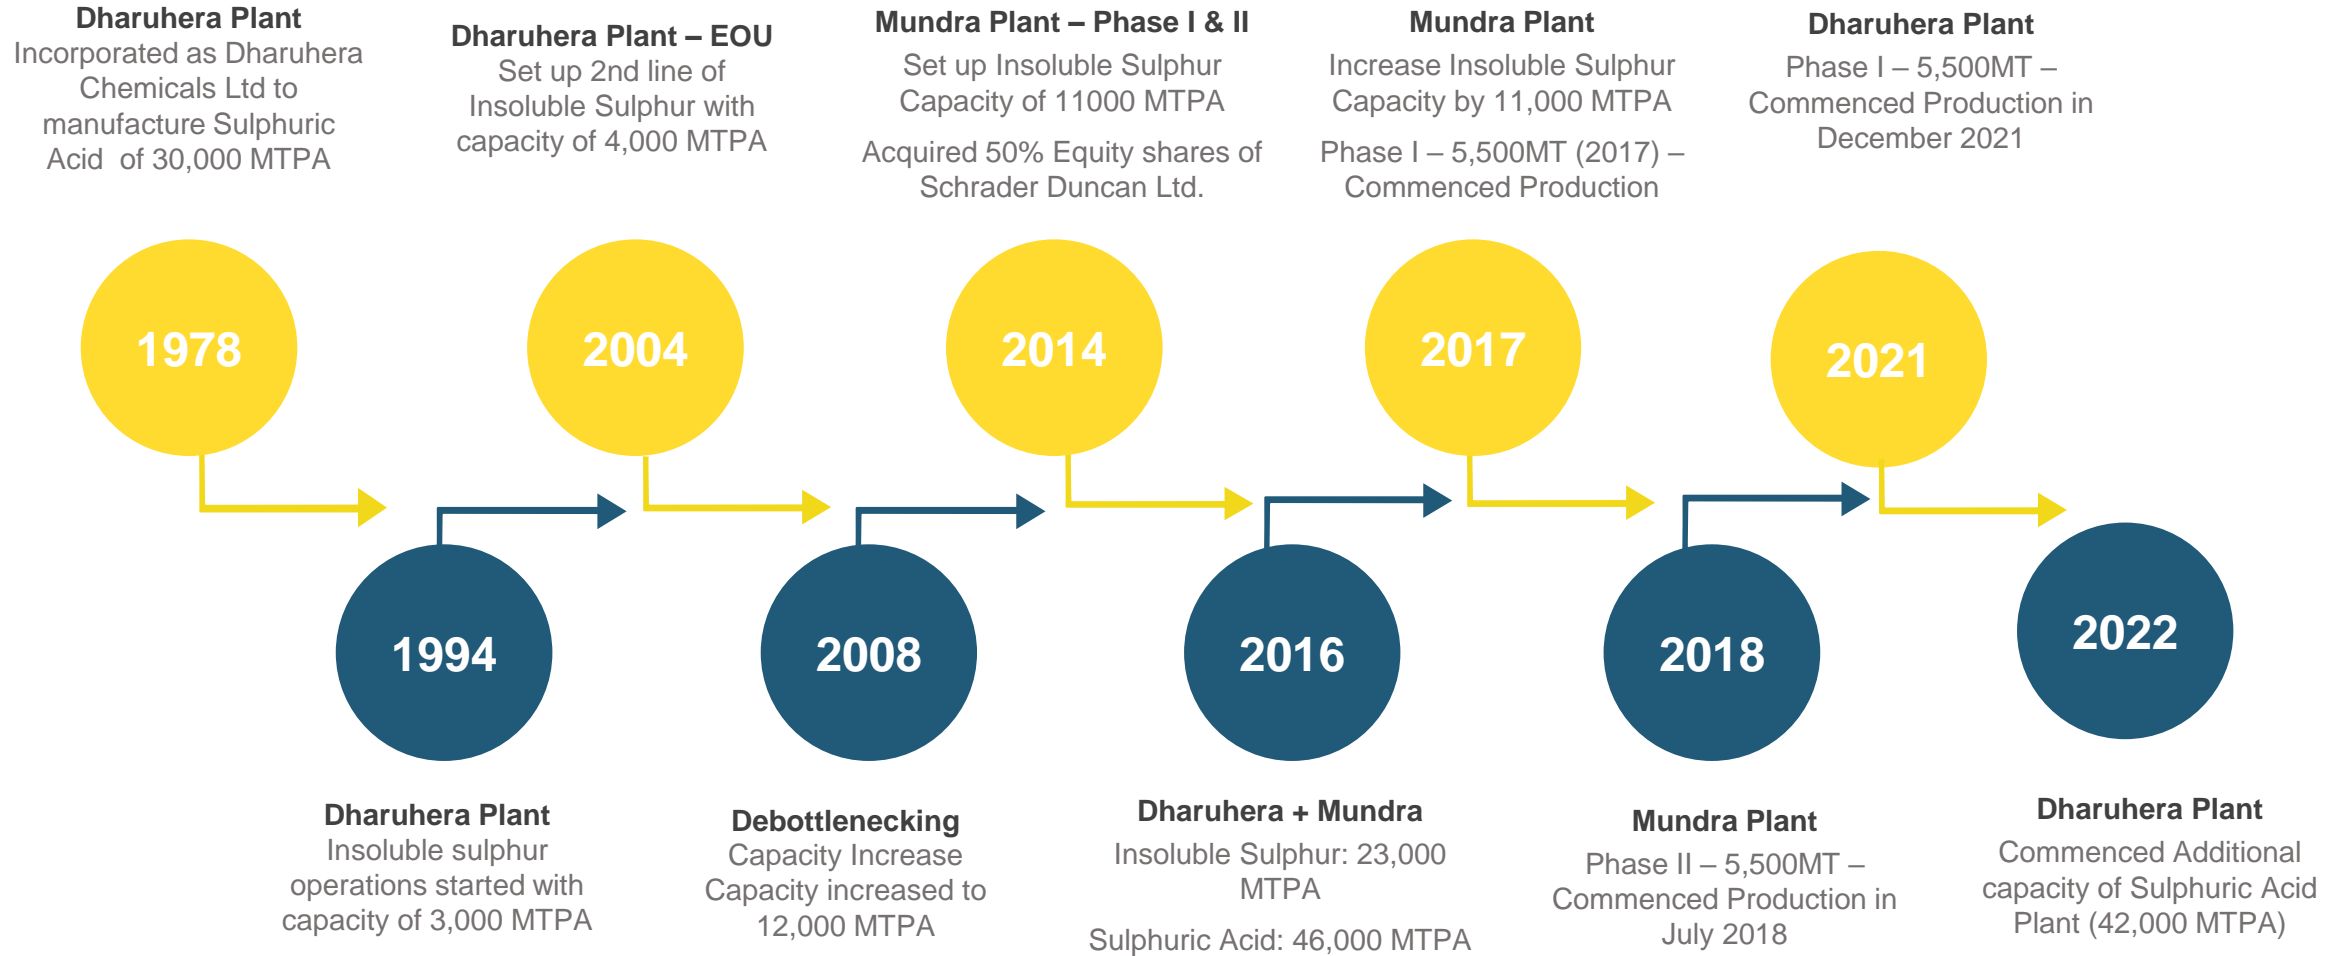 Dharuhera Plant
Incorporated as Dharuhera
Chemicals Ltd to
manufacture Sulphuric
Acid  of 30,000 MTPA
Dharuhera Plant – EOU
Set up 2nd line of
Insoluble Sulphur with
capacity of 4,000 MTPA
Mundra Plant – Phase I & II
Set up Insoluble Sulphur
Capacity of 11000 MTPA
Acquired 50% Equity shares of
Schrader Duncan Ltd.
Mundra Plant
Increase Insoluble Sulphur
Capacity by 11,000 MTPA
Phase I – 5,500MT (2017) –
Commenced Production
Dharuhera Plant
Phase I – 5,500MT –
Commenced Production in
December 2021
1978
2004
2014
2017
2021
1994
2008
2016
2018
2022
Dharuhera Plant
Insoluble sulphur
operations started with
capacity of 3,000 MTPA
Debottlenecking
Capacity Increase
Capacity increased to
12,000 MTPA
Dharuhera + Mundra
Insoluble Sulphur: 23,000
MTPA
Sulphuric Acid: 46,000 MTPA
Mundra Plant
Phase II – 5,500MT –
Commenced Production in
July 2018
Dharuhera Plant
Commenced Additional
capacity of Sulphuric Acid
Plant (42,000 MTPA)